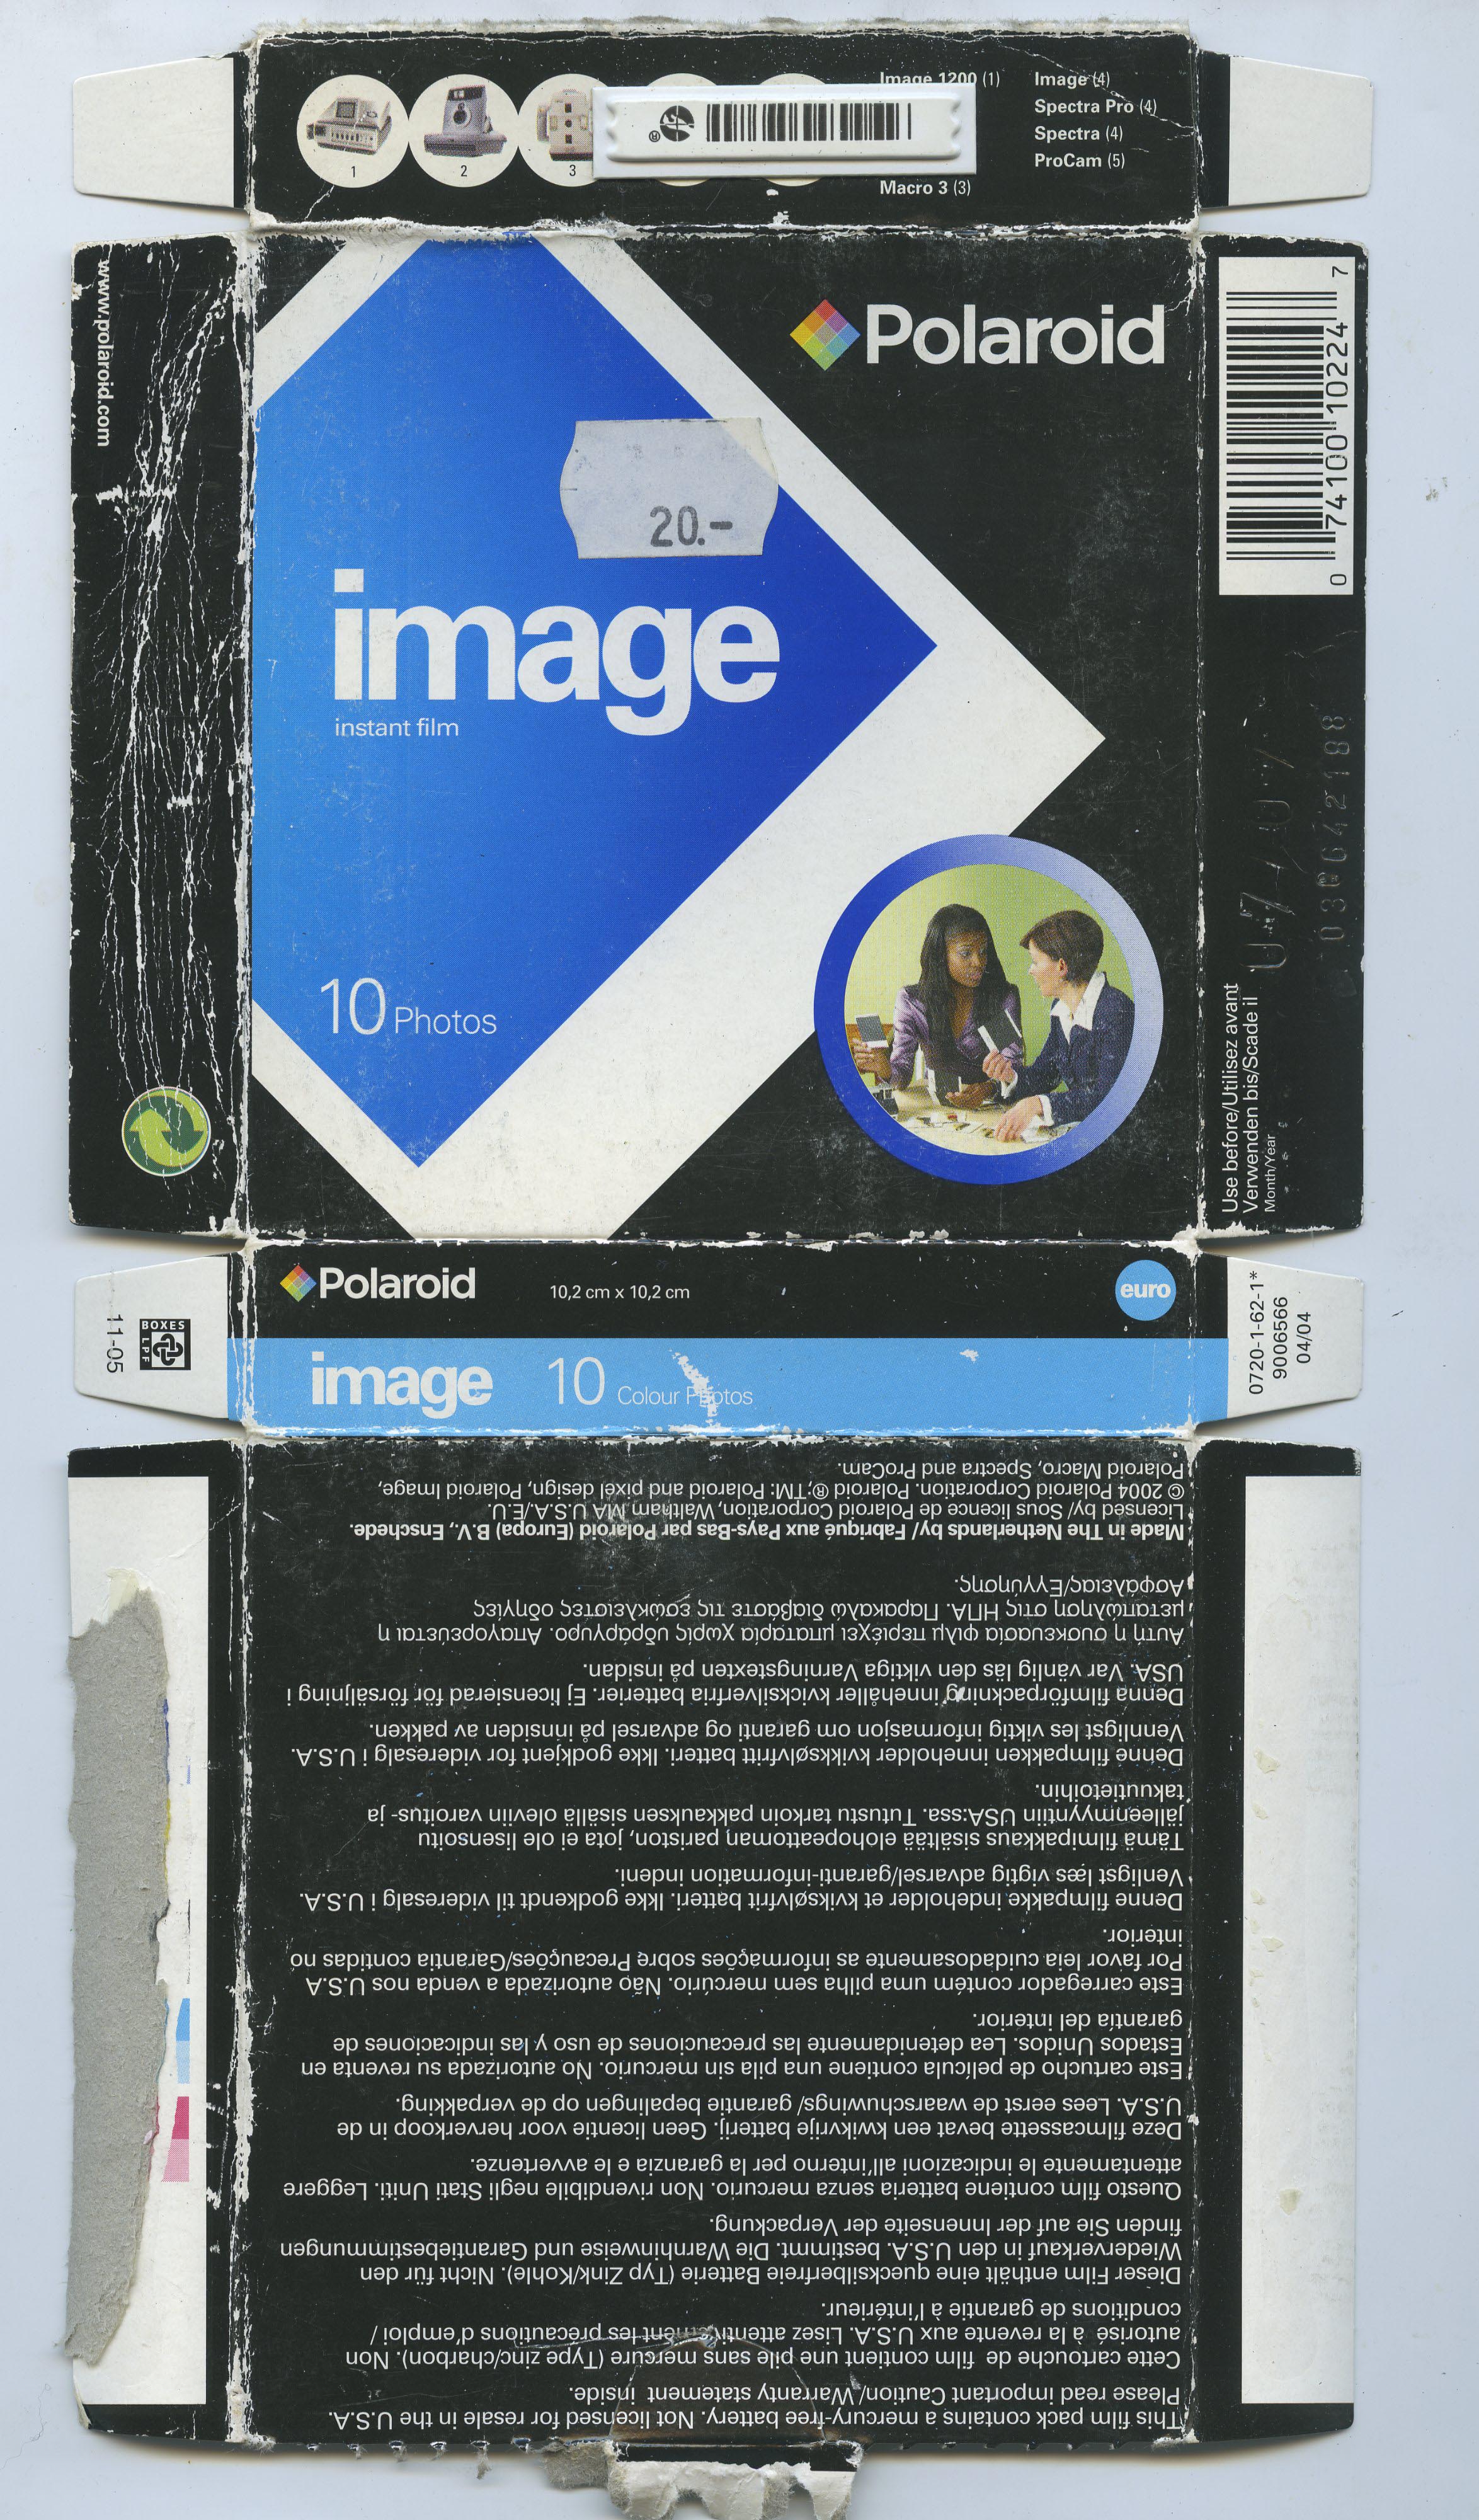 1
2
3
Image 1200 (1)
Macro 3 (3)
Image (4)
Spectra Pro (4)
Spectra (4)
ProCam (5)
®
www.polaroid.com
Polaroid
20.-
image
instant film
10 Photos
0 74100 10224 7
Use before/Utilisez avant
Verwenden bis/Scade il
Month/Year
Polaroid
10,2 cm x 10,2 cm
euro
image 10 Colour Photos
BOXES
LPF
11-05
0720-1-62-1*
9006566
04/04
This film pack contains a mercury-free battery. Not licensed for resale in the U.S.A.
Please read important Caution/Warranty statement inside.
Cette cartouche de film contient une pile sans mercure (Type zinc/charbon). Non
autorisé à la revente aux U.S.A. Lisez attentivement les précautions d'emploi /
conditions de garantie à l'intérieur.
Dieser Film enthält eine quecksilberfreie Batterie (Typ Zink/Kohle). Nicht für den
Wiederverkauf in den U.S.A. bestimmt. Die Warnhinweise und Garantiebestimmungen
finden Sie auf der Innenseite der Verpackung.
Questo film contiene batteria senza mercurio. Non rivendibile negli Stati Uniti. Leggere
attentamente le indicazioni all'interno per la garanzia e le avvertenze.
Deze filmcassette bevat een kwikvrije batterij. Geen licentie voor herverkoop in de
U.S.A. Lees eerst de waarschuwings/ garantie bepalingen op de verpakking.
Este cartucho de película contiene una pila sin mercurio. No autorizada su reventa en
Estados Unidos. Lea detenidamente las precauciones de uso y las indicaciones de
garantía del interior.
Este carregador contém uma pilha sem mercúrio. Não autorizada a venda nos U.S.A
Por favor leia cuidadosamente as informações sobre Precauções/Garantia contidas no
interior.
Denne filmpakke indeholder et kviksølvfrit batteri. Ikke godkendt til videresalg i U.S.A.
Venligst læs vigtig advarsel/garanti-information indeni.
Tämä filmipakkaus sisältää elohopeattoman pariston, jota ei ole lisensoitu
jälleenmyyntiin USA:ssa. Tutustu tarkoin pakkauksen sisällä oleviin varoitus- ja
takuutietoihin.
Denne filmpakken inneholder kvikksølvfritt batteri. Ikke godkjent for videresalg i U.S.A.
Vennligst les viktig informasjon om garanti og advarsel på innsiden av pakken.
Denna filmförpackning innehåller kvicksilverfria batterier. Ej licensierad för försäljning i
USA. Var vänlig läs den viktiga Varningstexten på insidan.
Αυτή η συσκευασία φιλμ περιέχει μπαταρία χωρίς υδράργυρο. Απαγορεύεται η
μεταπώληση στις ΗΠΑ. Παρακαλώ διαβάστε τις εσώκλειστες οδηγίες
Ασφάλειας/Εγγύησης.
Made in The Netherlands by/ Fabriqué aux Pays-Bas par Polaroid (Europa) B.V., Enschede.
Licensed by/ Sous licence de Polaroid Corporation, Waltham, MA U.S.A./E.U.
© 2004 Polaroid Corporation. Polaroid ®;TM: Polaroid and pixel design, Polaroid Image,
Polaroid Macro, Spectra and ProCam.